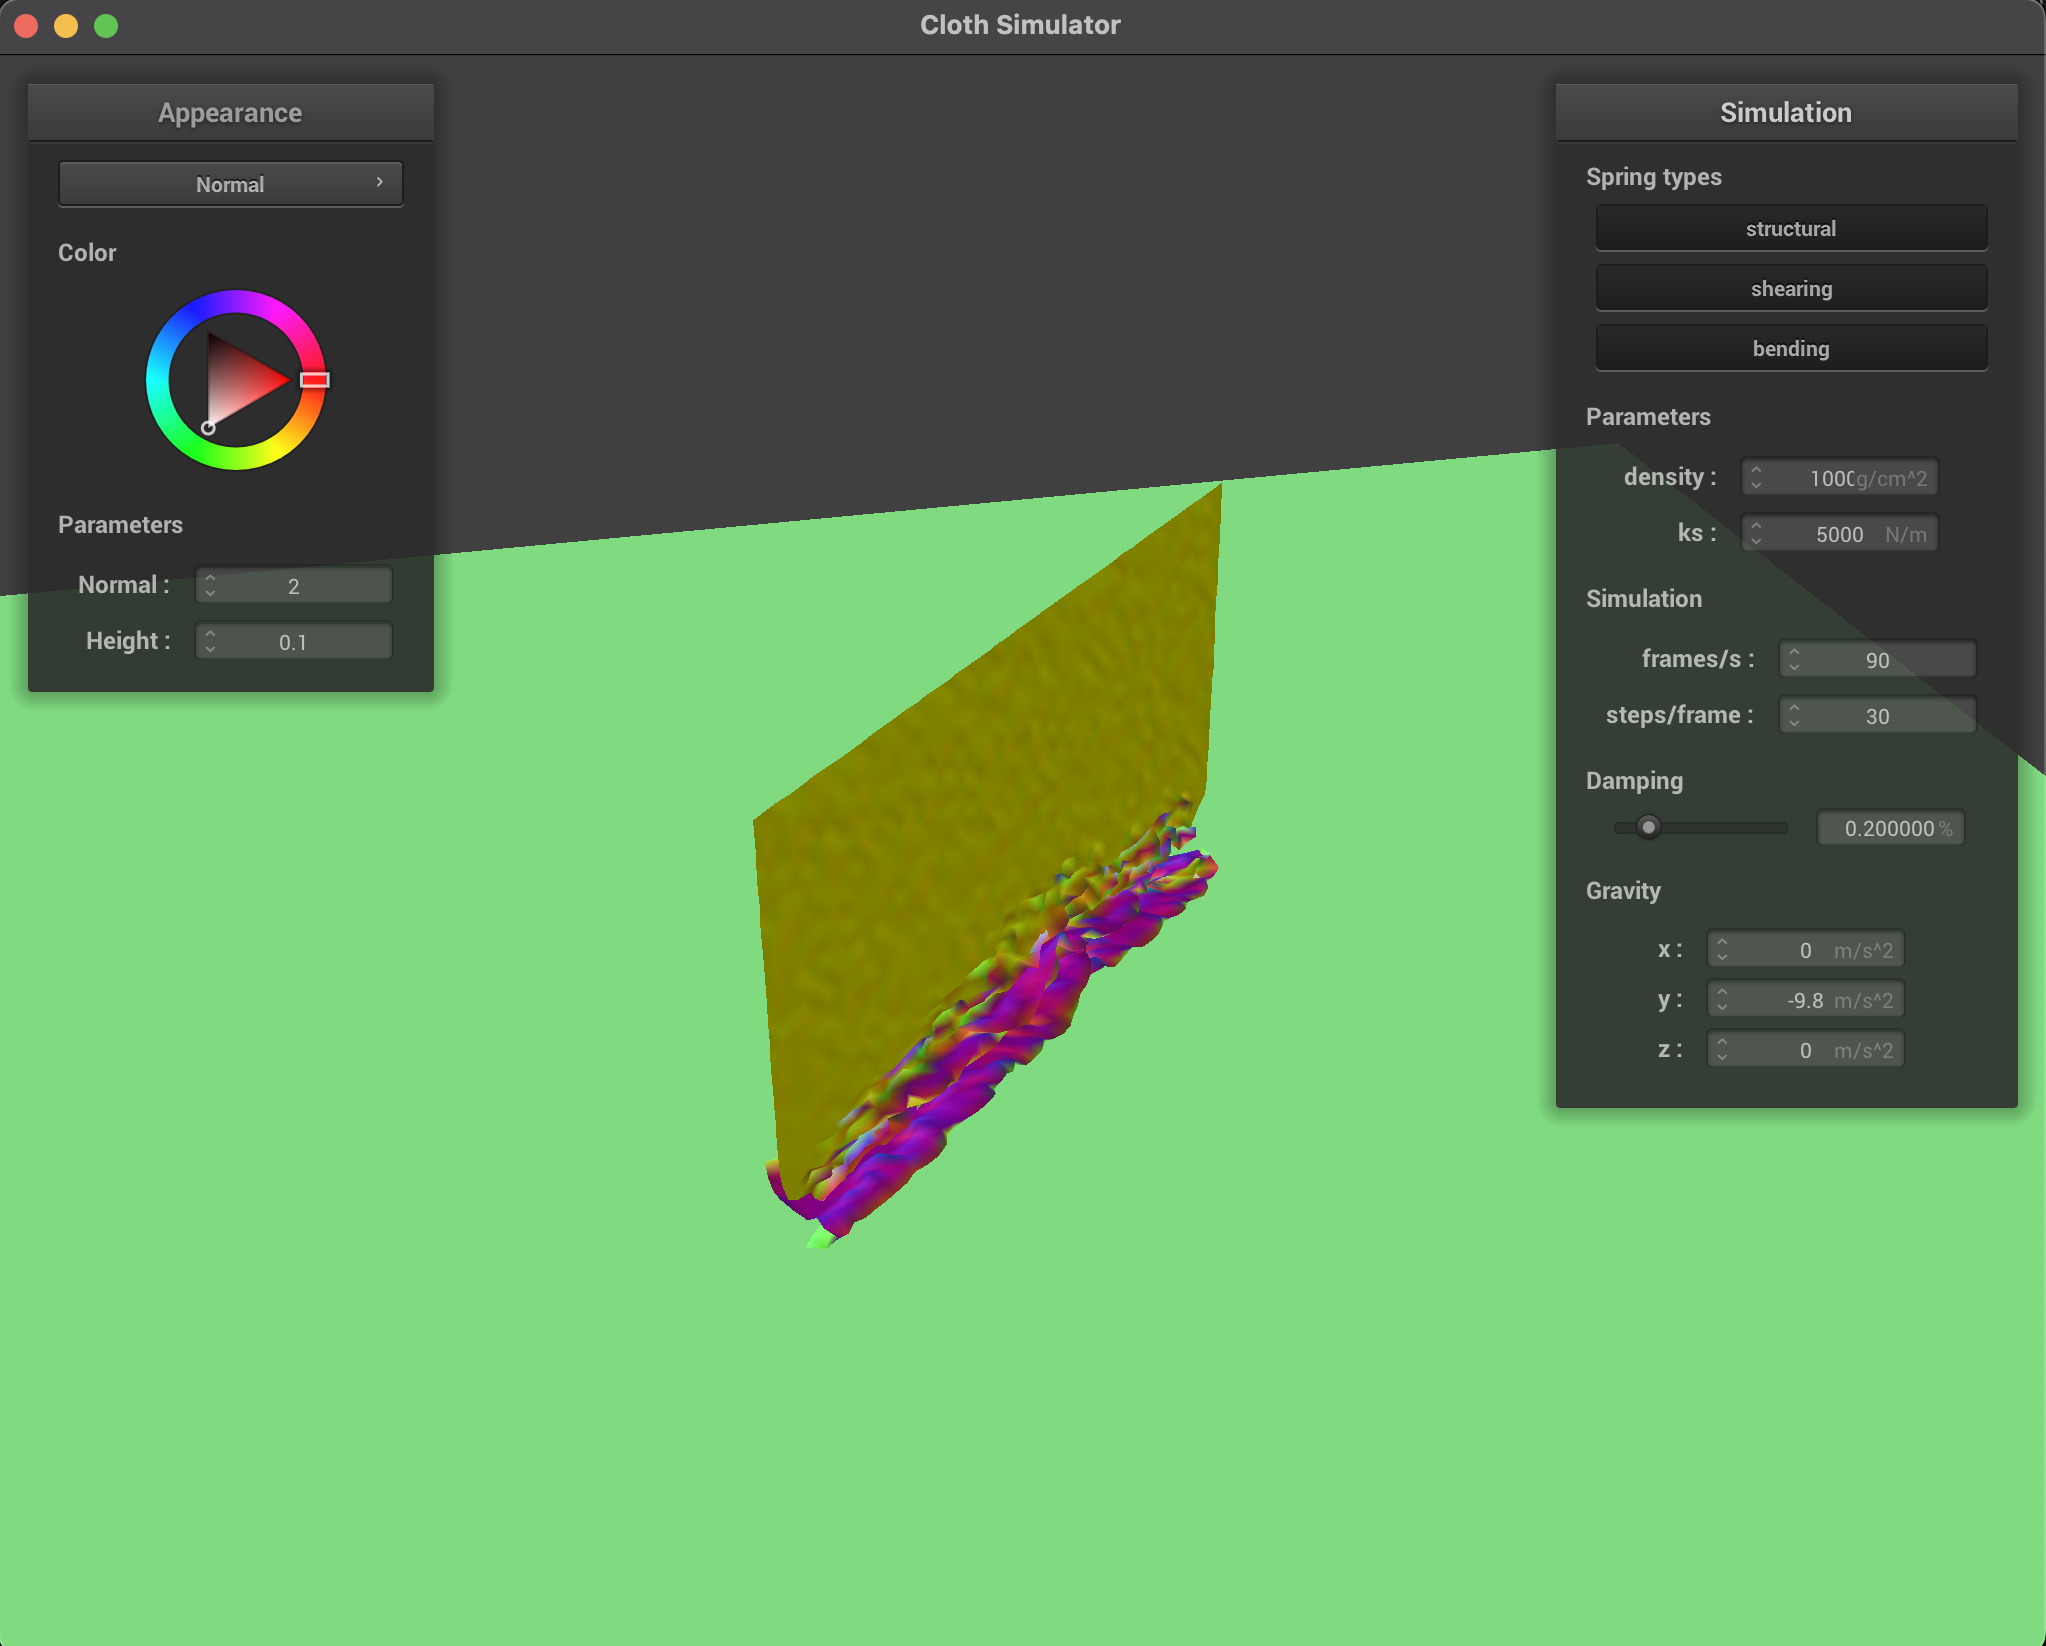 Cloth Simulator
Appearance
Normal
Color
Parameters
Normal : 2
Height : 0.1
Simulation
Spring types
structural
shearing
bending
Parameters
density : 1000 g/cm^2
ks : 5000 N/m
Simulation
frames/s : 90
steps/frame : 30
Damping
0.200000 %
Gravity
x : 0 m/s^2
y : -9.8 m/s^2
z : 0 m/s^2